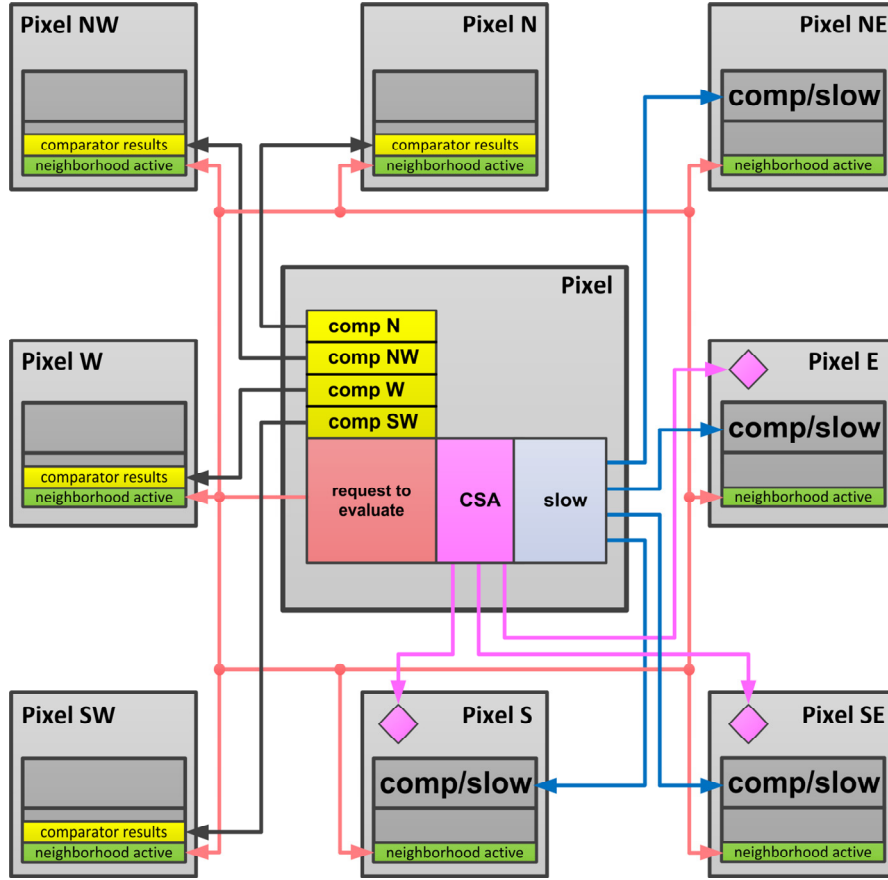 Pixel NW
comparator results
neighborhood active
Pixel N
comparator results
neighborhood active
Pixel NE
comp/slow
neighborhood active
Pixel W
comparator results
neighborhood active
Pixel
comp N
comp NW
comp W
comp SW
request to
evaluate
CSA
slow
Pixel E
comp/slow
neighborhood active
Pixel SW
comparator results
neighborhood active
Pixel S
comp/slow
neighborhood active
Pixel SE
comp/slow
neighborhood active